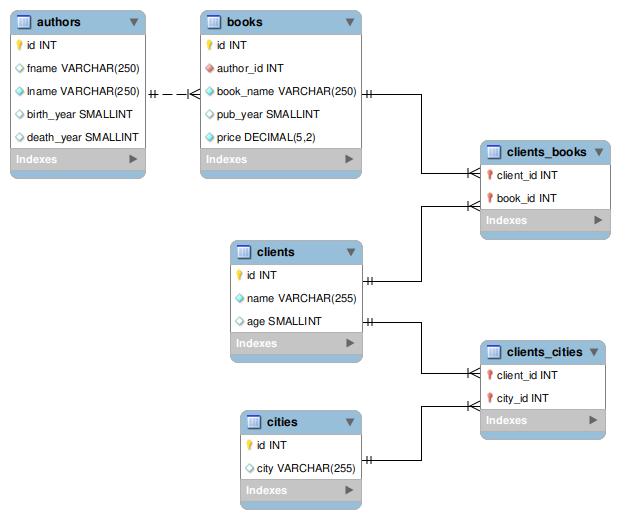 authors
id INT
fname VARCHAR(250)
lname VARCHAR(250)
birth_year SMALLINT
death_year SMALLINT
Indexes
books
id INT
author_id INT
book_name VARCHAR(250)
pub_year SMALLINT
price DECIMAL(5,2)
Indexes
clients_books
client_id INT
book_id INT
Indexes
clients
id INT
name VARCHAR(255)
age SMALLINT
Indexes
clients_cities
client_id INT
city_id INT
Indexes
cities
id INT
city VARCHAR(255)
Indexes